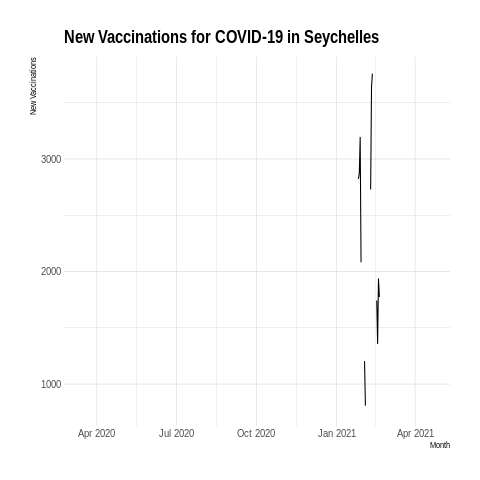 New Vaccinations for COVID-19 in Seychelles
New Vaccinations
3000
2000
1000
Apr 2020 Jul 2020 Oct 2020 Jan 2021 Apr 2021
Month